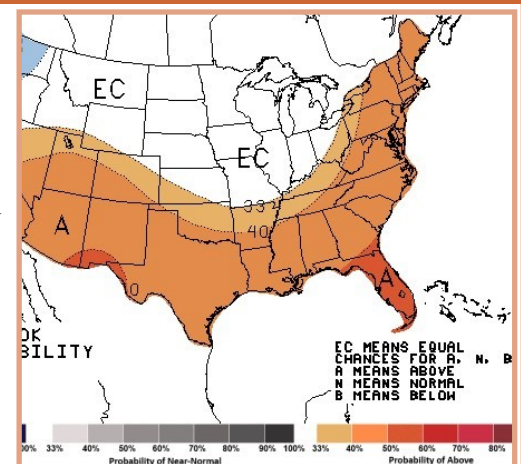 EC
EC
33
40
A
A
0
OK
BILITY
EC MEANS EQUAL
CHANCES FOR A, N, B
A MEANS ABOVE
N MEANS NORMAL
B MEANS BELOW
00% 33% 40% 50% 60% 70% 80% 90% 100% 33% 40% 50% 60% 70% 80%
Probability of Near-Normal Probability of Above